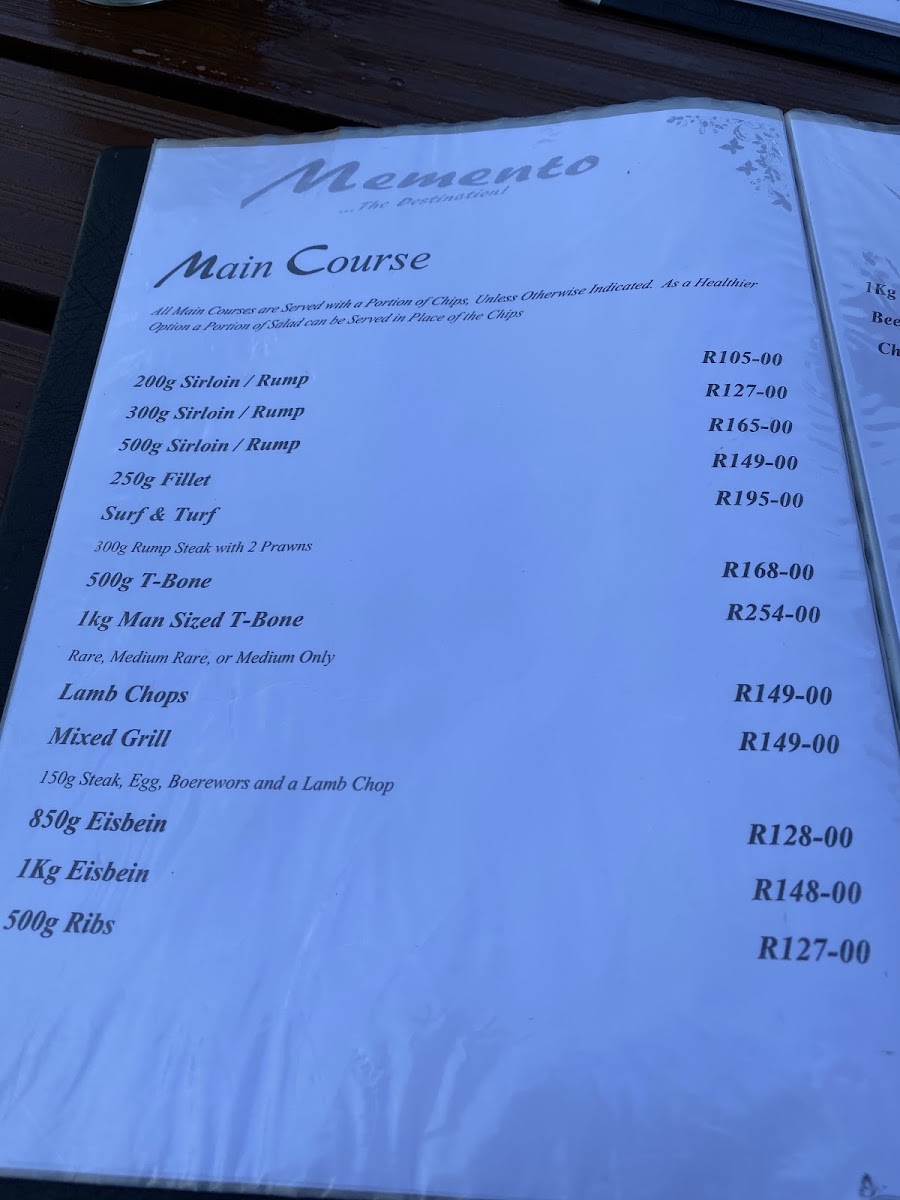 Memento
...The Destination!
Main Course
All Main Courses are Served with a Portion of Chips, Unless Otherwise Indicated. As a Healthier
Option a Portion of Salad can be Served in Place of the Chips
200g Sirloin / Rump R105-00
300g Sirloin / Rump R127-00
500g Sirloin / Rump R165-00
250g Fillet R149-00
Surf & Turf R195-00
300g Rump Steak with 2 Prawns
500g T-Bone R168-00
1kg Man Sized T-Bone R254-00
Rare, Medium Rare, or Medium Only
Lamb Chops R149-00
Mixed Grill R149-00
150g Steak, Egg, Boerewors and a Lamb Chop
850g Eisbein R128-00
1Kg Eisbein R148-00
500g Ribs R127-00
1Kg